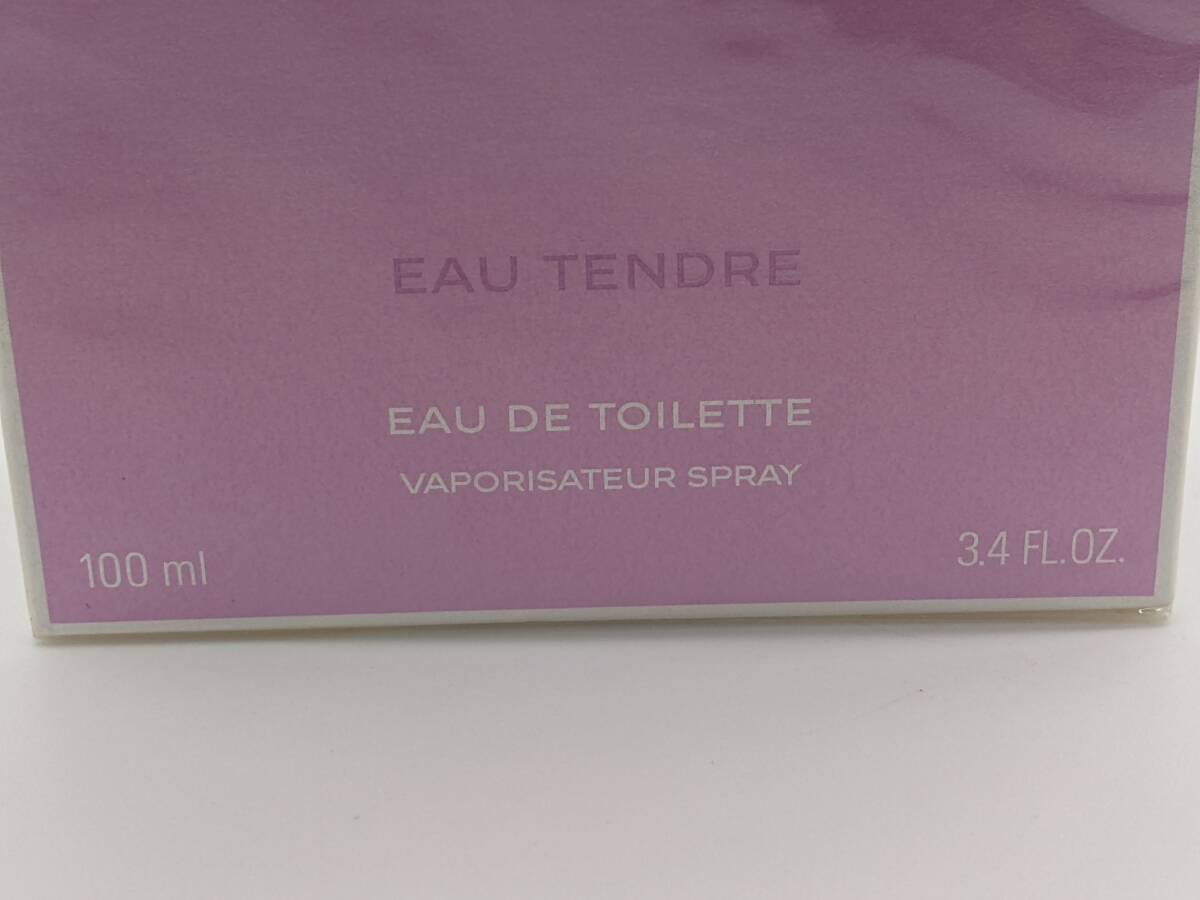 EAU TENDRE
EAU DE TOILETTE
VAPORISATEUR SPRAY
100 ml
3.4 FL.OZ.